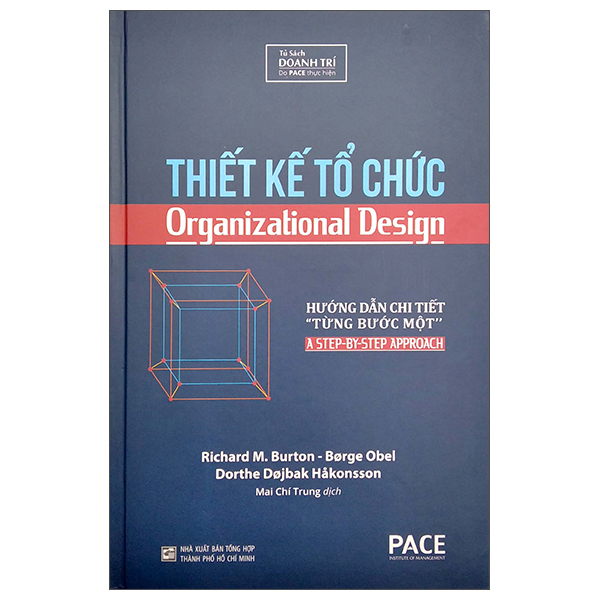 Tủ Sách
DOANH TRÍ
Do PACE thực hiện
THIẾT KẾ TỔ CHỨC
Organizational Design
HƯỚNG DẪN CHI TIẾT
“TỪNG BƯỚC MỘT”
A STEP-BY-STEP APPROACH
Richard M. Burton - Børge Obel
Dorthe Døjbak Håkonsson
Mai Chí Trung dịch
NHÀ XUẤT BẢN TỔNG HỢP
THÀNH PHỐ HỒ CHÍ MINH
PACE
INSTITUTE OF MANAGEMENT